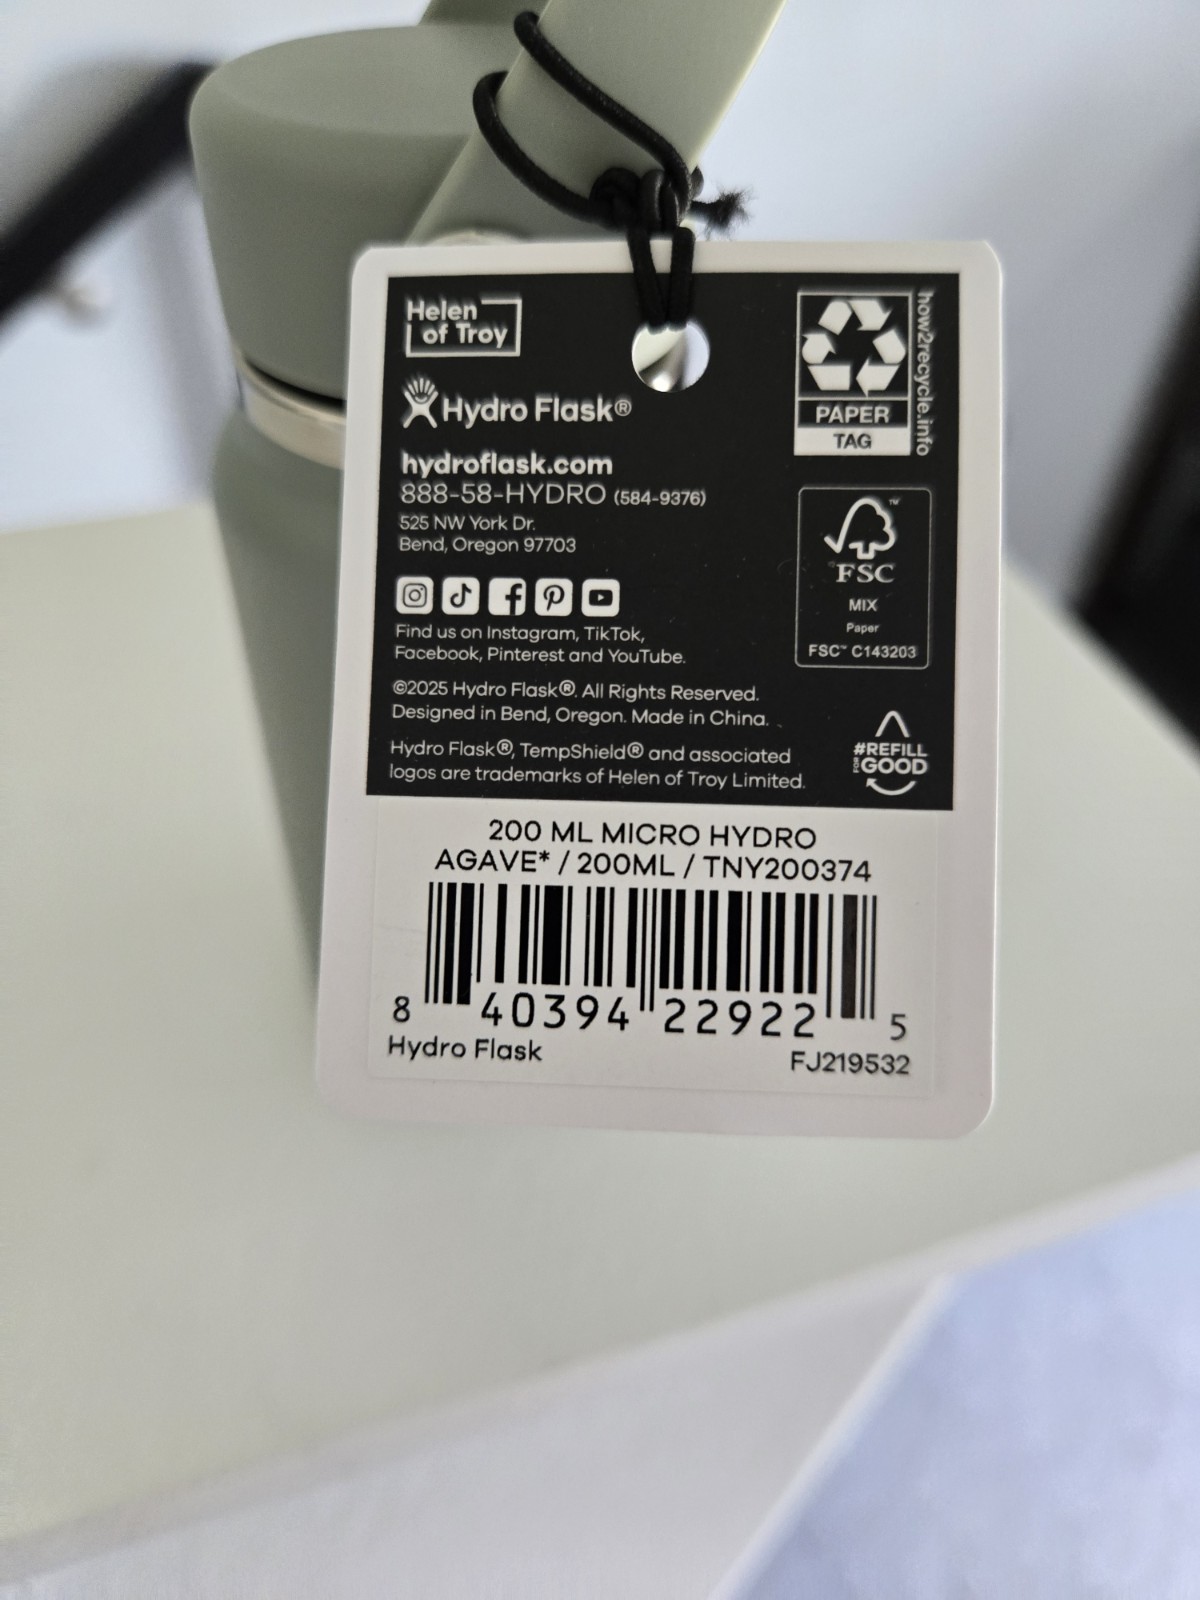 Helen
of Troy
Hydro Flask®
hydroflask.com
888-58-HYDRO (584-9376)
525 NW York Dr.
Bend, Oregon 97703
Find us on Instagram, TikTok,
Facebook, Pinterest and YouTube.
©2025 Hydro Flask®. All Rights Reserved.
Designed in Bend, Oregon. Made in China.
Hydro Flask®, TempShield® and associated
logos are trademarks of Helen of Troy Limited.
how2recycle.info
PAPER
TAG
™
FSC
MIX
Paper
FSC™ C143203
#REFILL
FOR GOOD
200 ML MICRO HYDRO
AGAVE* / 200ML / TNY200374
8 40394 22922 5
Hydro Flask FJ219532